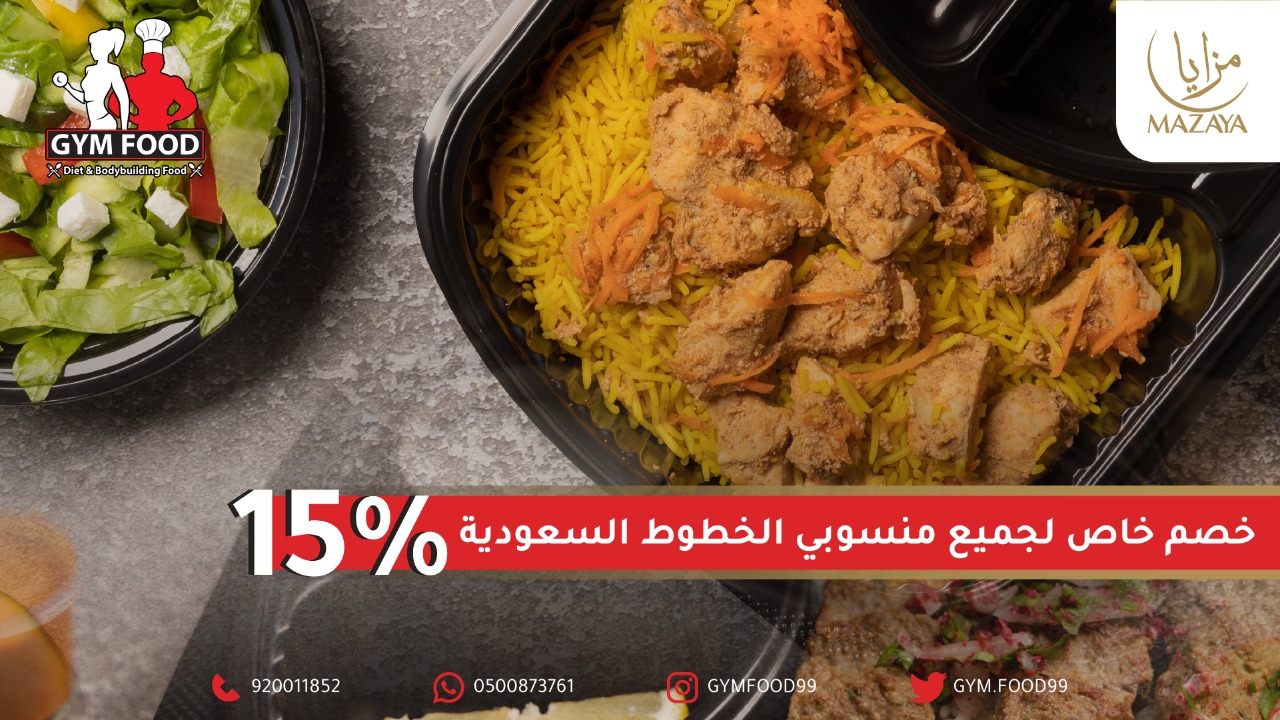 GYM FOOD
Diet & Bodybuilding Food
مزايا
MAZAYA
خصم خاص لجميع منسوبي الخطوط السعودية 15%
920011852
0500873761
GYMFOOD99
GYM.FOOD99